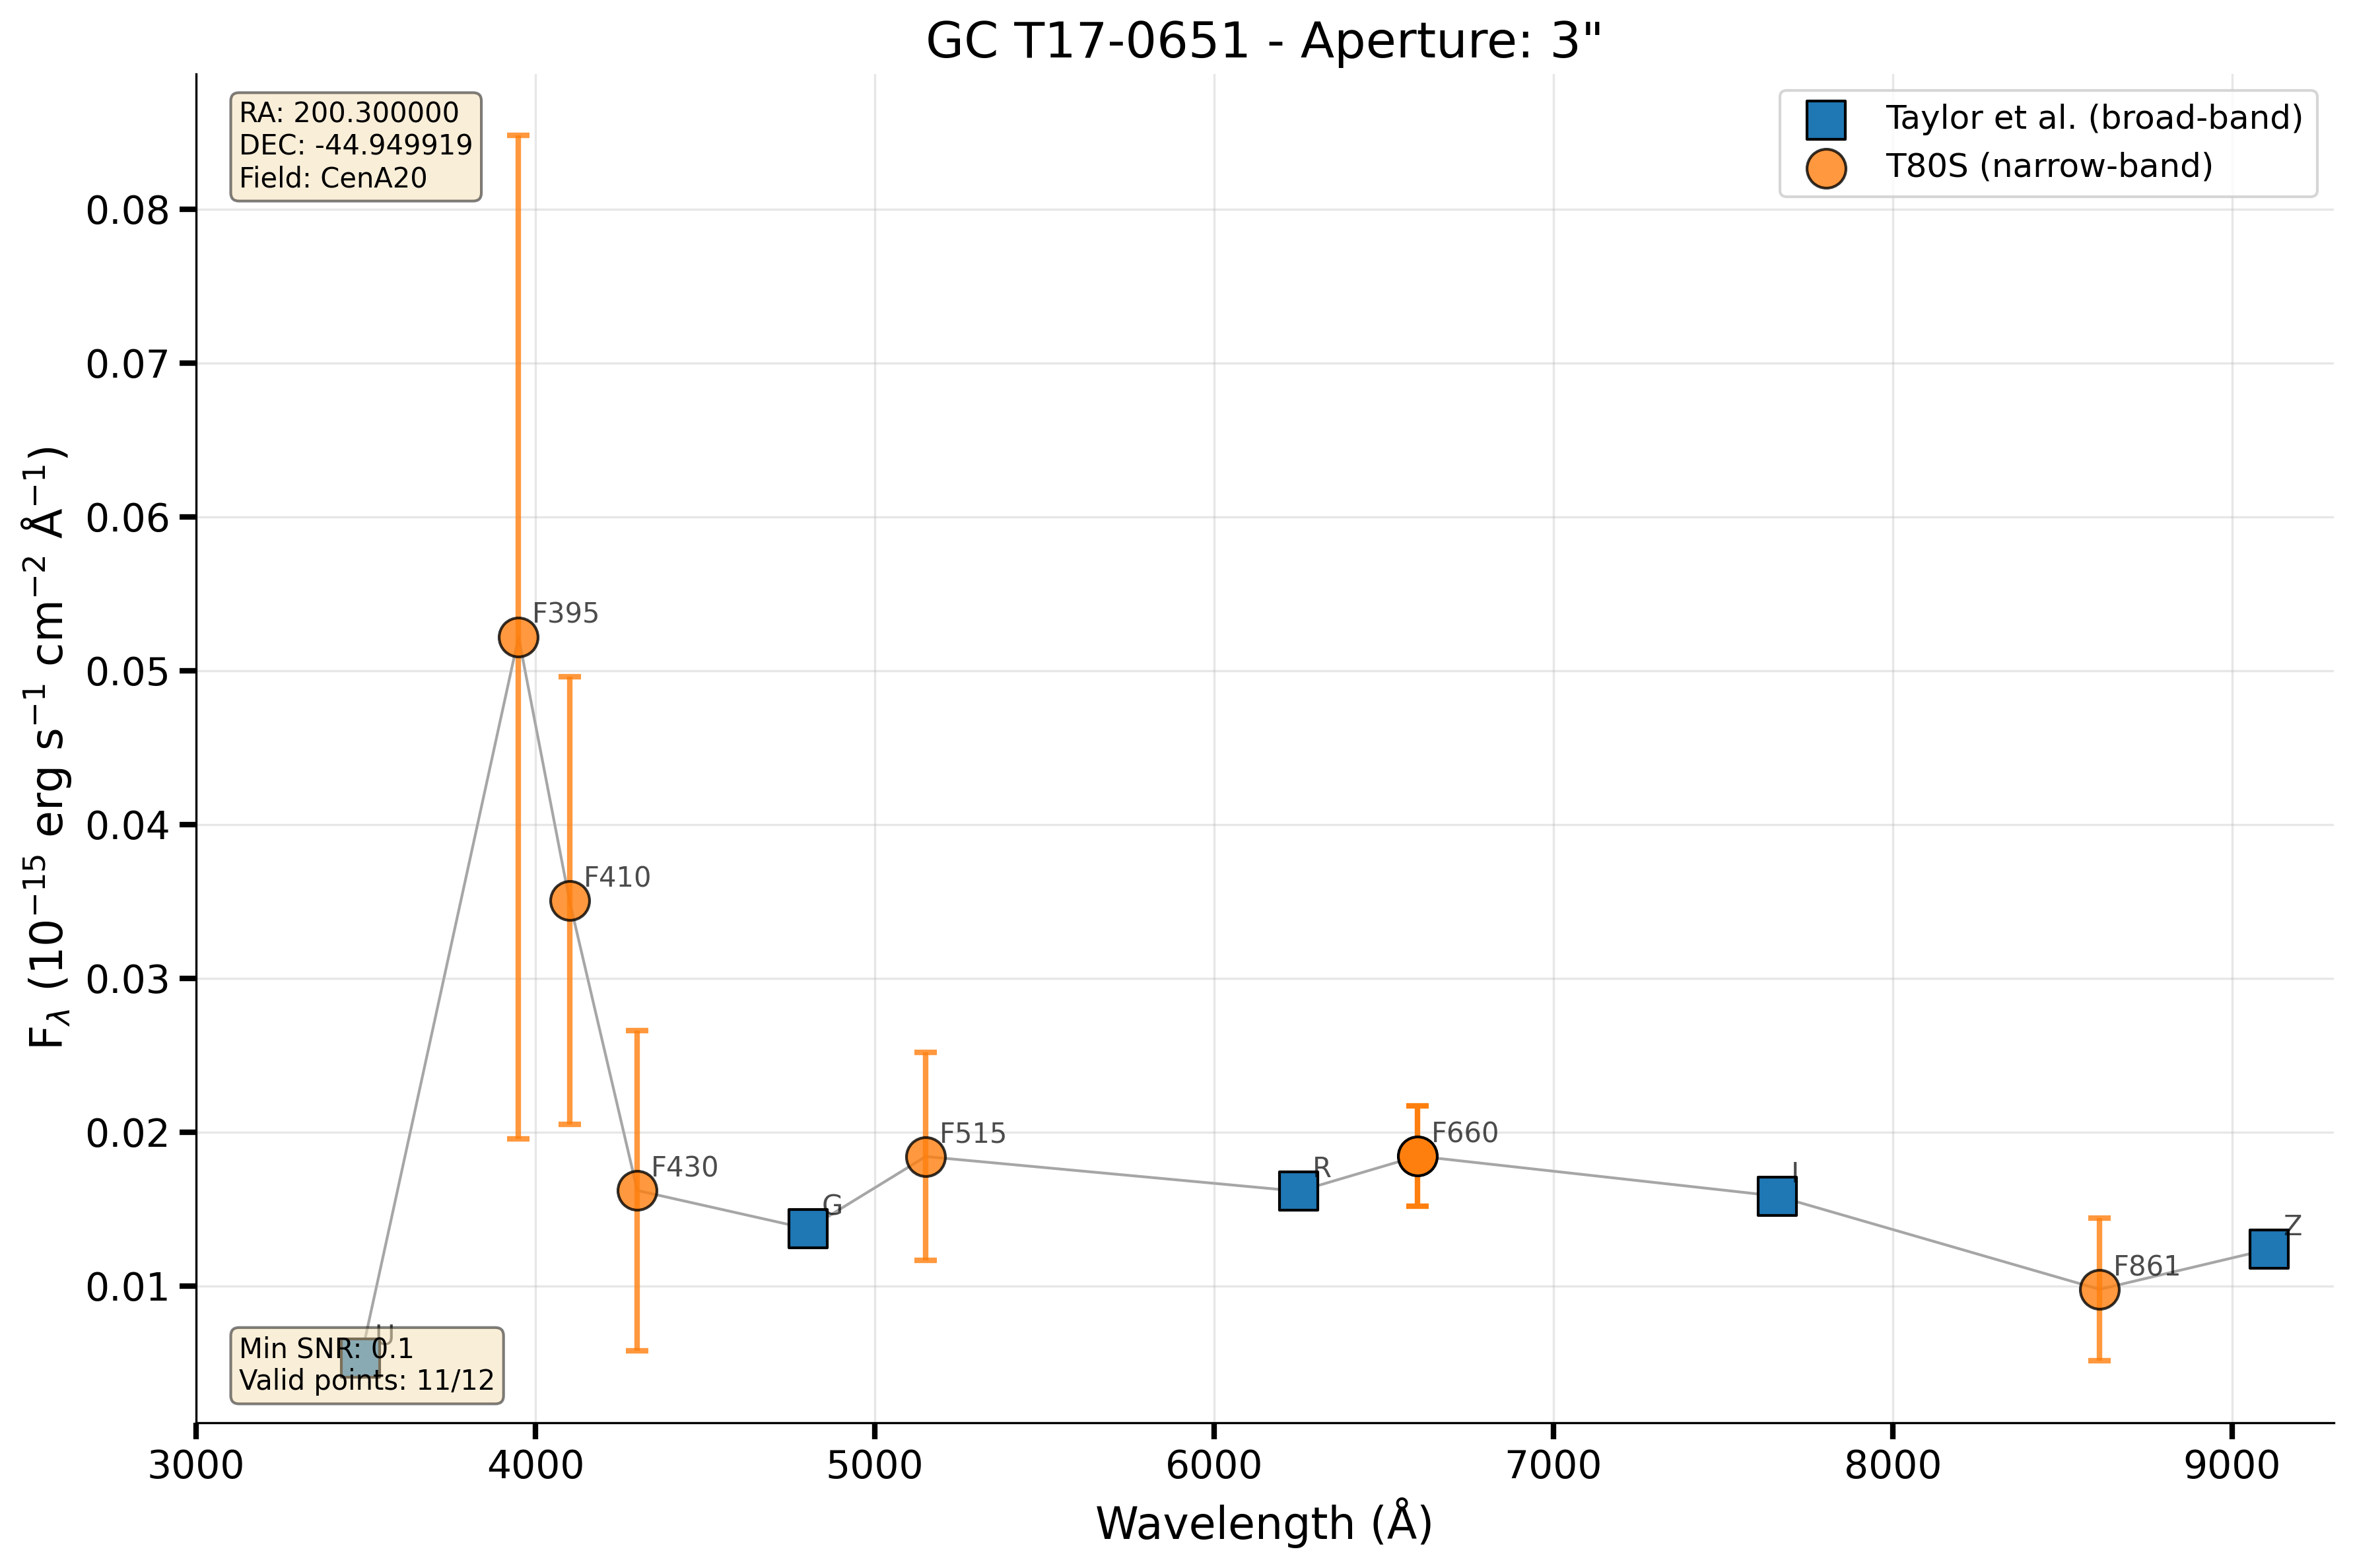 GC T17-0651 - Aperture: 3"
RA: 200.300000
DEC: -44.949919
Field: CenA20
Taylor et al. (broad-band)
T80S (narrow-band)
0.08
0.07
0.06
0.05
0.04
0.03
0.02
0.01
F$_λ$ (10$^{−15}$ erg s$^{−1}$ cm$^{−2}$ Å$^{−1}$)
F395
F410
F430
F515
F660
G
R
I
F861
Z
U
Min SNR: 0.1
Valid points: 11/12
3000 4000 5000 6000 7000 8000 9000
Wavelength (Å)